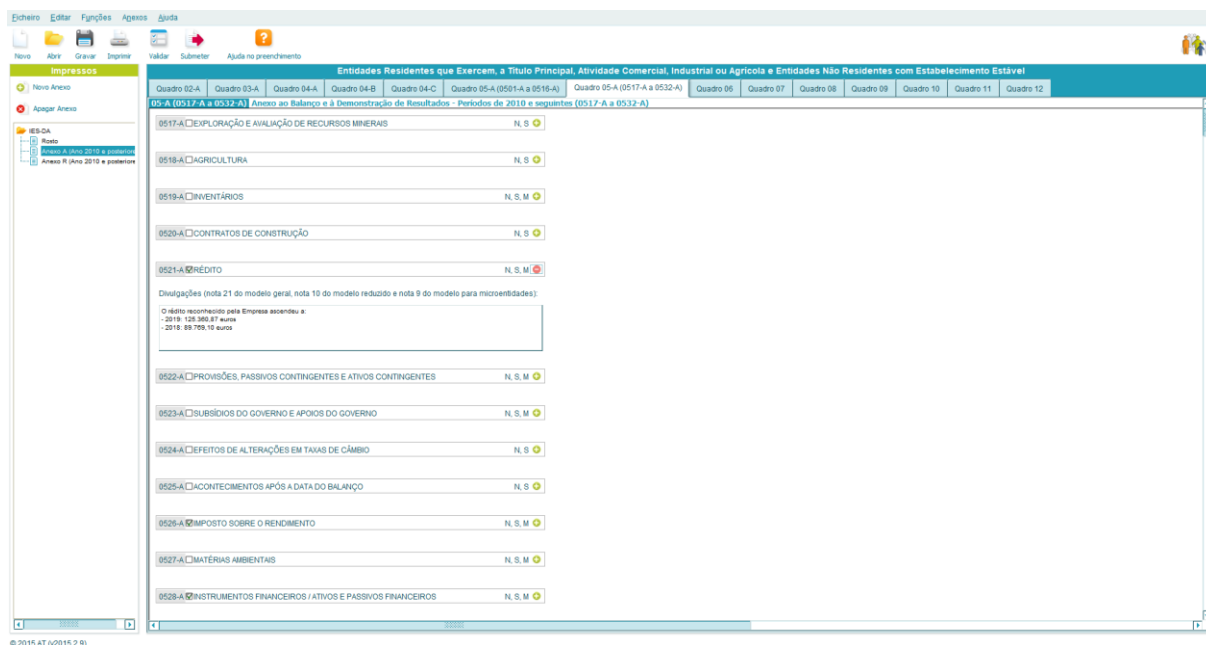 Ficheiro Editar Funções Anexos Ajuda
Novo Abrir Gravar Imprimir Validar Submeter Ajuda no preenchimento
Impressos
Entidades Residentes que Exercem, a Título Principal, Atividade Comercial, Industrial ou Agrícola e Entidades Não Residentes com Estabelecimento Estável
Novo Anexo
Apagar Anexo
IES-DA
Rosto
Anexo A (Ano 2010 e posteriore
Anexo R (Ano 2010 e posteriore
Quadro 02-A Quadro 03-A Quadro 04-A Quadro 04-B Quadro 04-C Quadro 05-A (0501-A a 0516-A) Quadro 05-A (0517-A a 0532-A) Quadro 06 Quadro 07 Quadro 08 Quadro 09 Quadro 10 Quadro 11 Quadro 12
05-A (0517-A a 0532-A) Anexo ao Balanço e à Demonstração de Resultados - Períodos de 2010 e seguintes (0517-A a 0532-A)
0517-A EXPLORAÇÃO E AVALIAÇÃO DE RECURSOS MINERAIS N, S
0518-A AGRICULTURA N, S
0519-A INVENTÁRIOS N, S, M
0520-A CONTRATOS DE CONSTRUÇÃO N, S
0521-A RÉDITO N, S, M
Divulgações (nota 21 do modelo geral, nota 10 do modelo reduzido e nota 9 do modelo para microentidades):
O rédito reconhecido pela Empresa ascendeu a:
- 2019: 125.360,87 euros
- 2018: 89.769,10 euros
0522-A PROVISÕES, PASSIVOS CONTINGENTES E ATIVOS CONTINGENTES N, S, M
0523-A SUBSÍDIOS DO GOVERNO E APOIOS DO GOVERNO N, S, M
0524-A EFEITOS DE ALTERAÇÕES EM TAXAS DE CÂMBIO N, S
0525-A ACONTECIMENTOS APÓS A DATA DO BALANÇO N, S
0526-A IMPOSTO SOBRE O RENDIMENTO N, S, M
0527-A MATÉRIAS AMBIENTAIS N, S, M
0528-A INSTRUMENTOS FINANCEIROS / ATIVOS E PASSIVOS FINANCEIROS N, S, M
© 2015 AT (v2015.2.9)